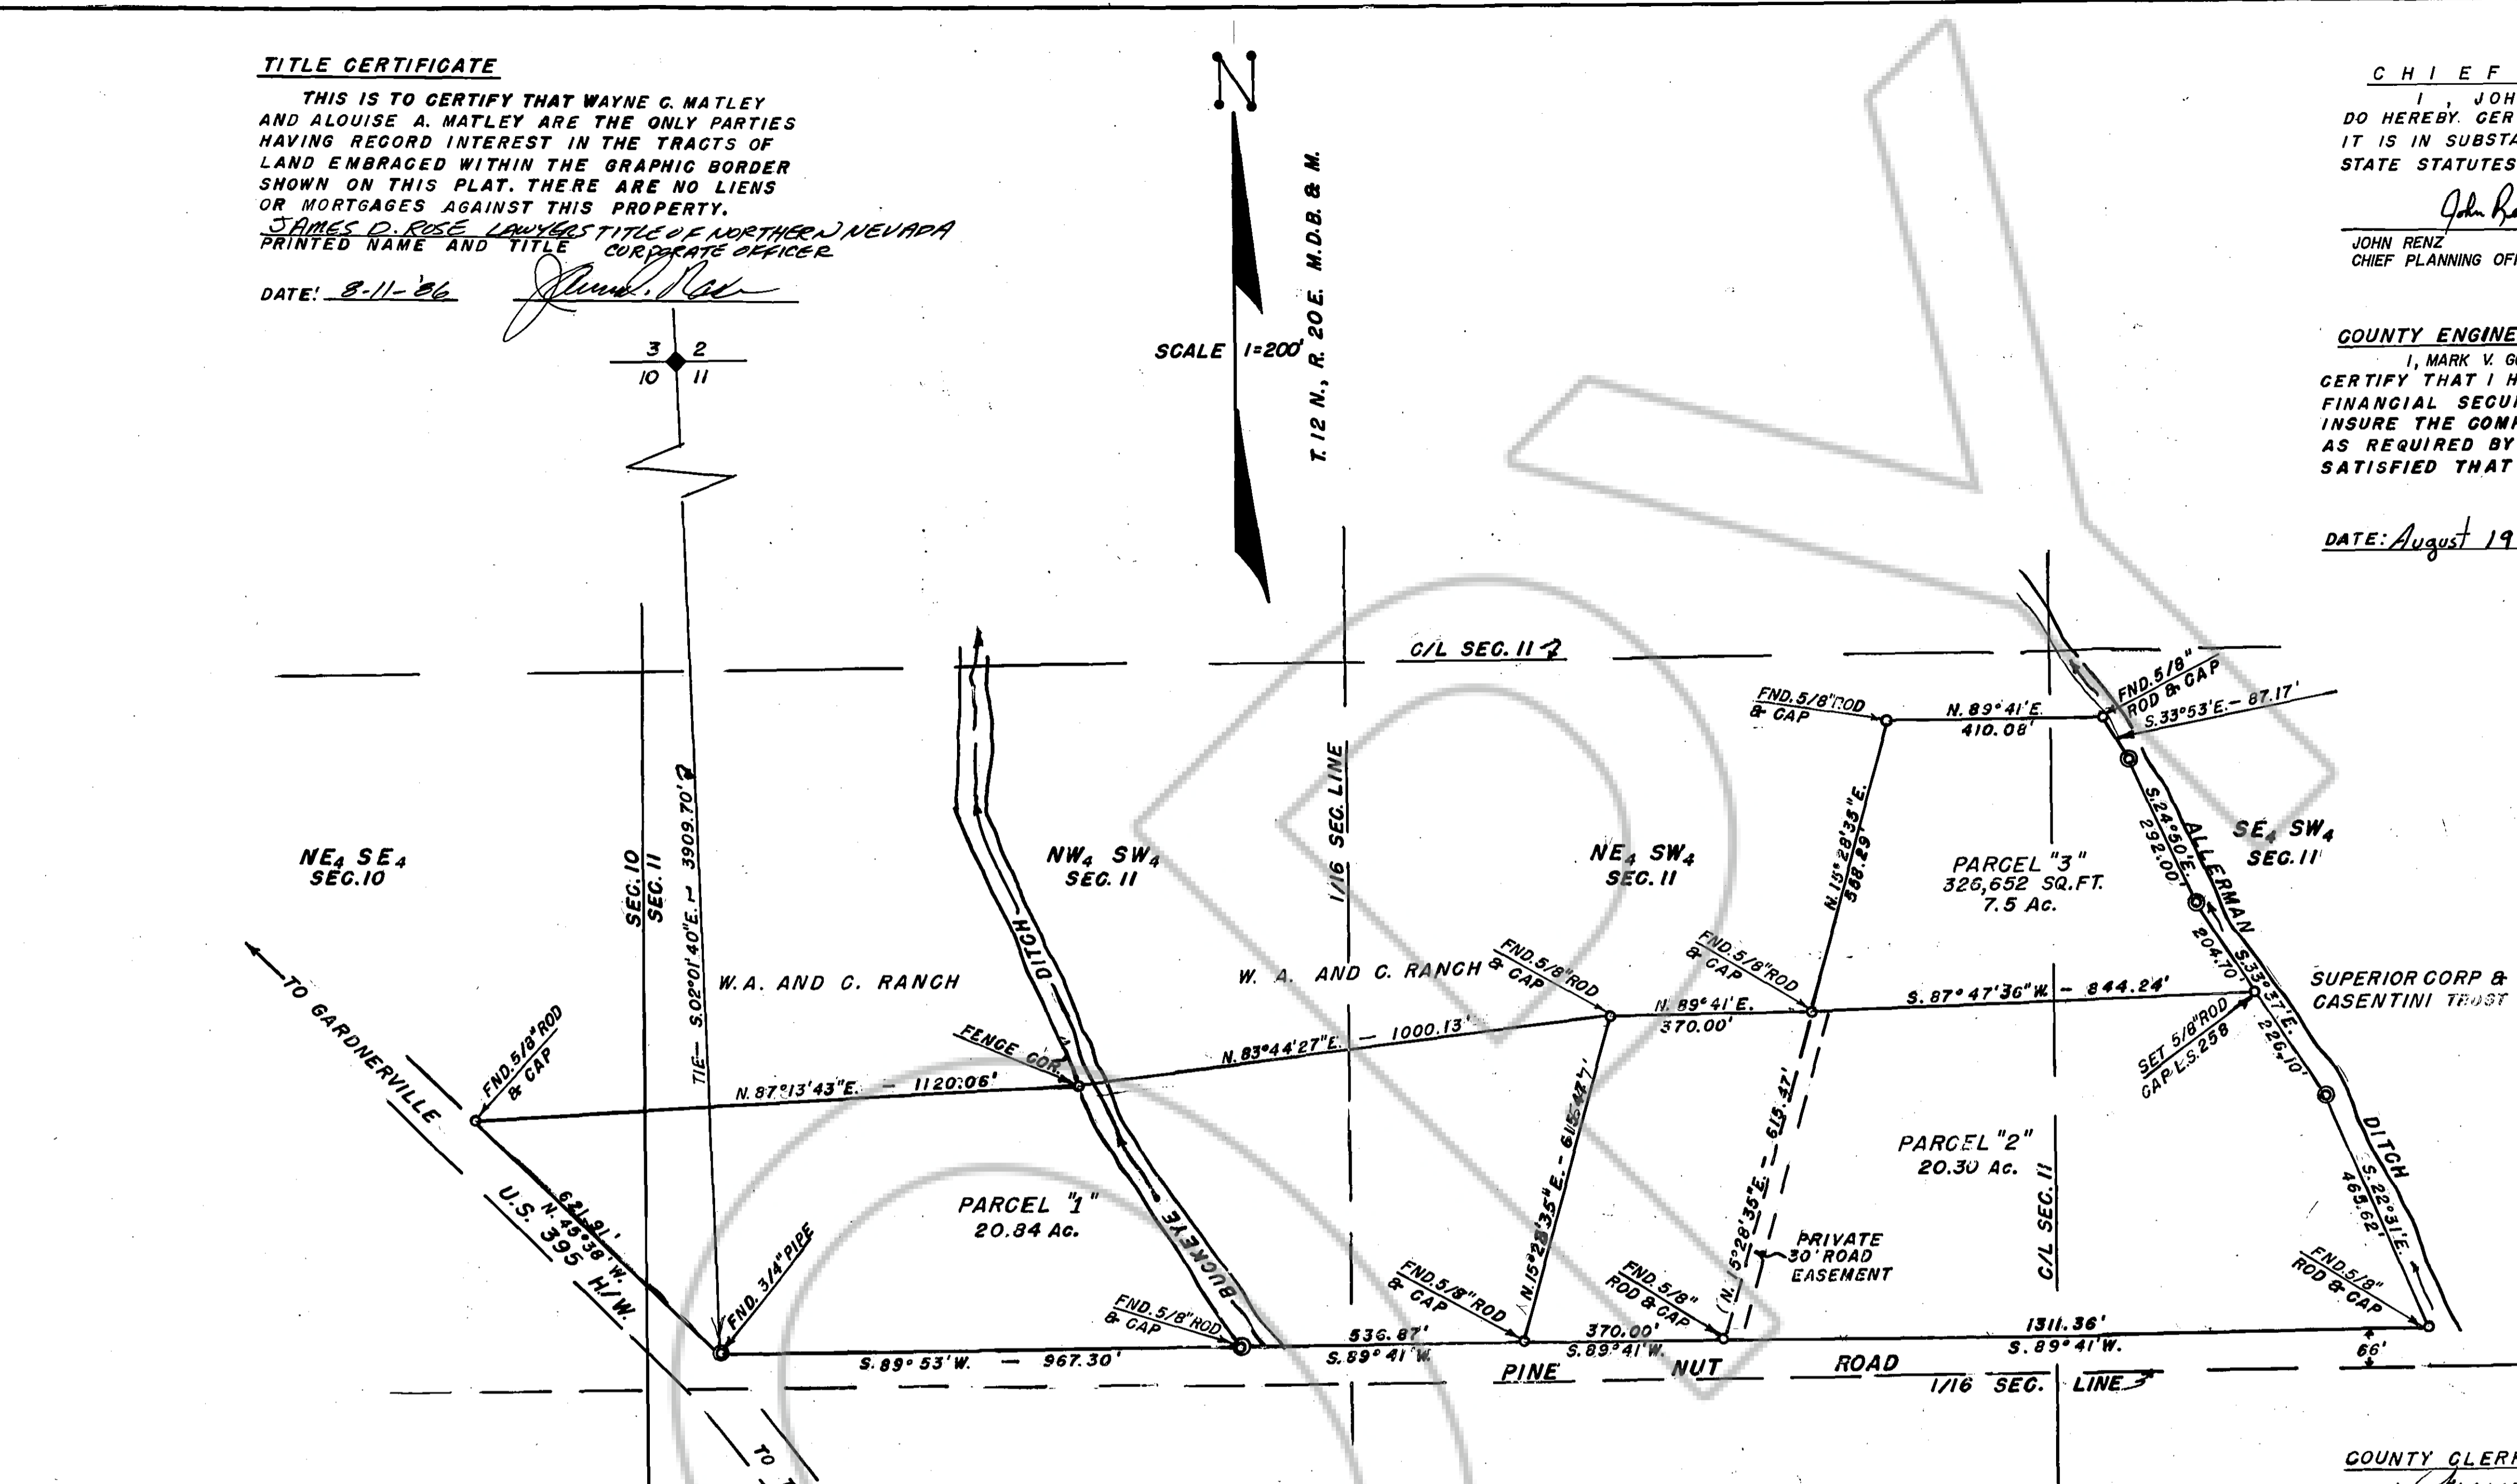 TITLE CERTIFICATE
THIS IS TO CERTIFY THAT WAYNE C. MATLEY
AND ALOUISE A. MATLEY ARE THE ONLY PARTIES
HAVING RECORD INTEREST IN THE TRACTS OF
LAND EMBRACED WITHIN THE GRAPHIC BORDER
SHOWN ON THIS PLAT. THERE ARE NO LIENS
OR MORTGAGES AGAINST THIS PROPERTY.
JAMES D. ROSE LAWYERS TITLE OF NORTHERN NEVADA
PRINTED NAME AND TITLE CORPORATE OFFICER
DATE: 8-11-'86
3 2
10 11
N
SCALE 1=200'
T. 12 N., R. 20 E. M.D.B. & M.
CHIEF
I, JOH
DO HEREBY. CER
IT IS IN SUBSTA
STATE STATUTES
JOHN RENZ
CHIEF PLANNING OFF
COUNTY ENGINE
I, MARK V. GO
CERTIFY THAT I H
FINANCIAL SECUR
INSURE THE COMP
AS REQUIRED BY
SATISFIED THAT
DATE: August 19
C/L SEC. 11
FND. 5/8" ROD
& CAP
N. 89°41'E.
410.08'
FND. 5/8"
ROD & CAP
S.33°53'E.— 87.17'
NE4 SE4
SEC.10
SEC. 10
SEC. 11
TIE — S.02°01'40"E. — 3909.70'
NW4 SW4
SEC. 11
1/16 SEC. LINE
NE4 SW4
SEC. 11
N.15°28'35"E.
568.29'
PARCEL "3"
326,652 SQ.FT.
7.5 Ac.
S.24°50'E.
292.00'
ALLERMAN
SE4 SW4
SEC. 11
W.A. AND C. RANCH
DITCH
W. A. AND C. RANCH
FND. 5/8" ROD
& CAP
FND. 5/8" ROD
& CAP
N. 89°41'E.
370.00'
S. 87°47'36"W. — 844.24'
204.70
S.33°37'E.
226.10'
SUPERIOR CORP &
CASENTINI TRUST
TO GARDNERVILLE
FND. 5/8" ROD
& CAP
FENCE COR.
N. 83°44'27"E. — 1000.13'
N. 87°13'43"E. — 1120.06'
SET 5/8" ROD
CAP L.S.258
621.91'
N. 45°38' W.
U.S. 395 H/W.
FND. 3/4" PIPE
PARCEL "1"
20.84 Ac.
BUCKEYE
N.15°28'35"E. - 615.47'
(N. 15°28'35"E. — 615.47'
PRIVATE
30' ROAD
EASEMENT
PARCEL "2"
20.30 Ac.
C/L SEC. 11
DITCH
S. 22°31'E.
465.62'
FND. 5/8" ROD
& CAP
FND. 5/8" ROD
& CAP
FND. 5/8"
ROD & CAP
FND. 5/8"
ROD & CAP
S. 89°53'W. — 967.30'
536.87'
S. 89°41'W.
370.00'
S. 89°41'W.
1311.36'
S. 89°41'W.
66'
PINE NUT ROAD
1/16 SEC. LINE
TO
COUNTY CLERK